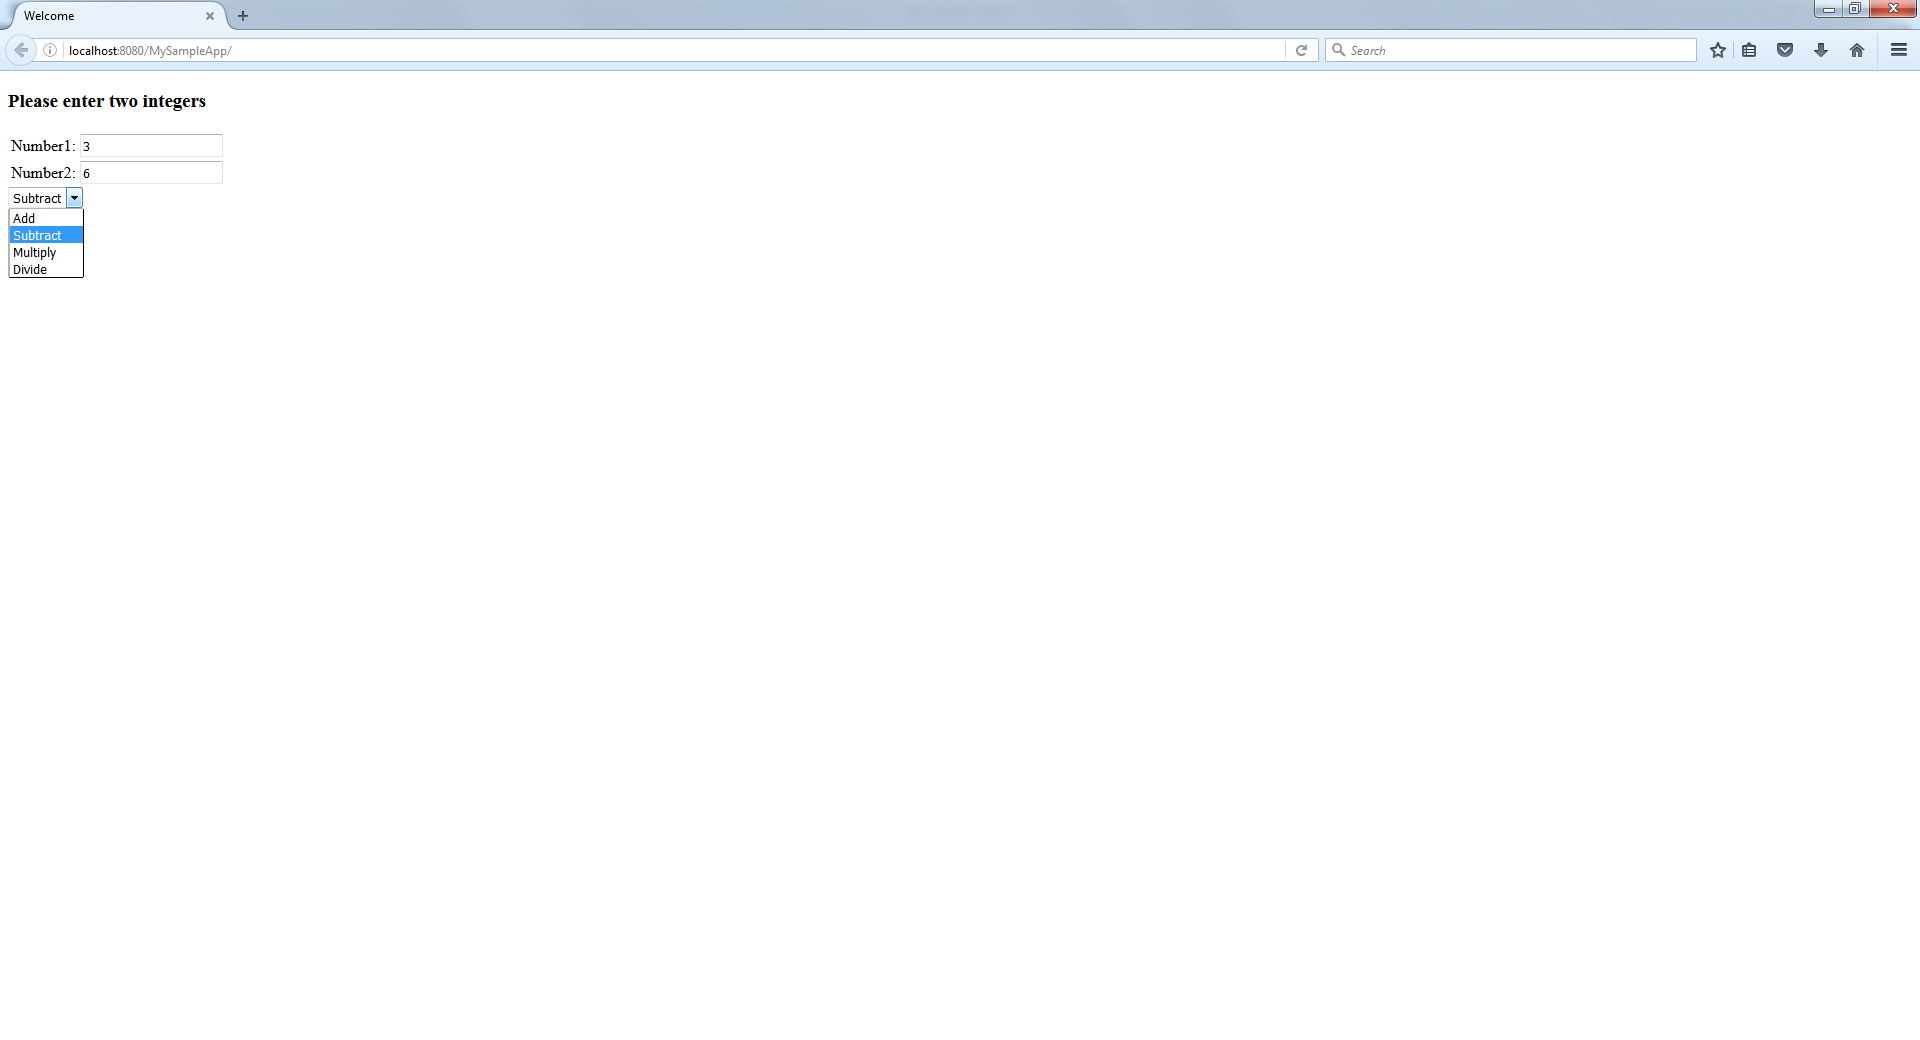 Welcome
localhost:8080/MySampleApp/
Search
Please enter two integers
Number1: 3
Number2: 6
Subtract
Add
Subtract
Multiply
Divide